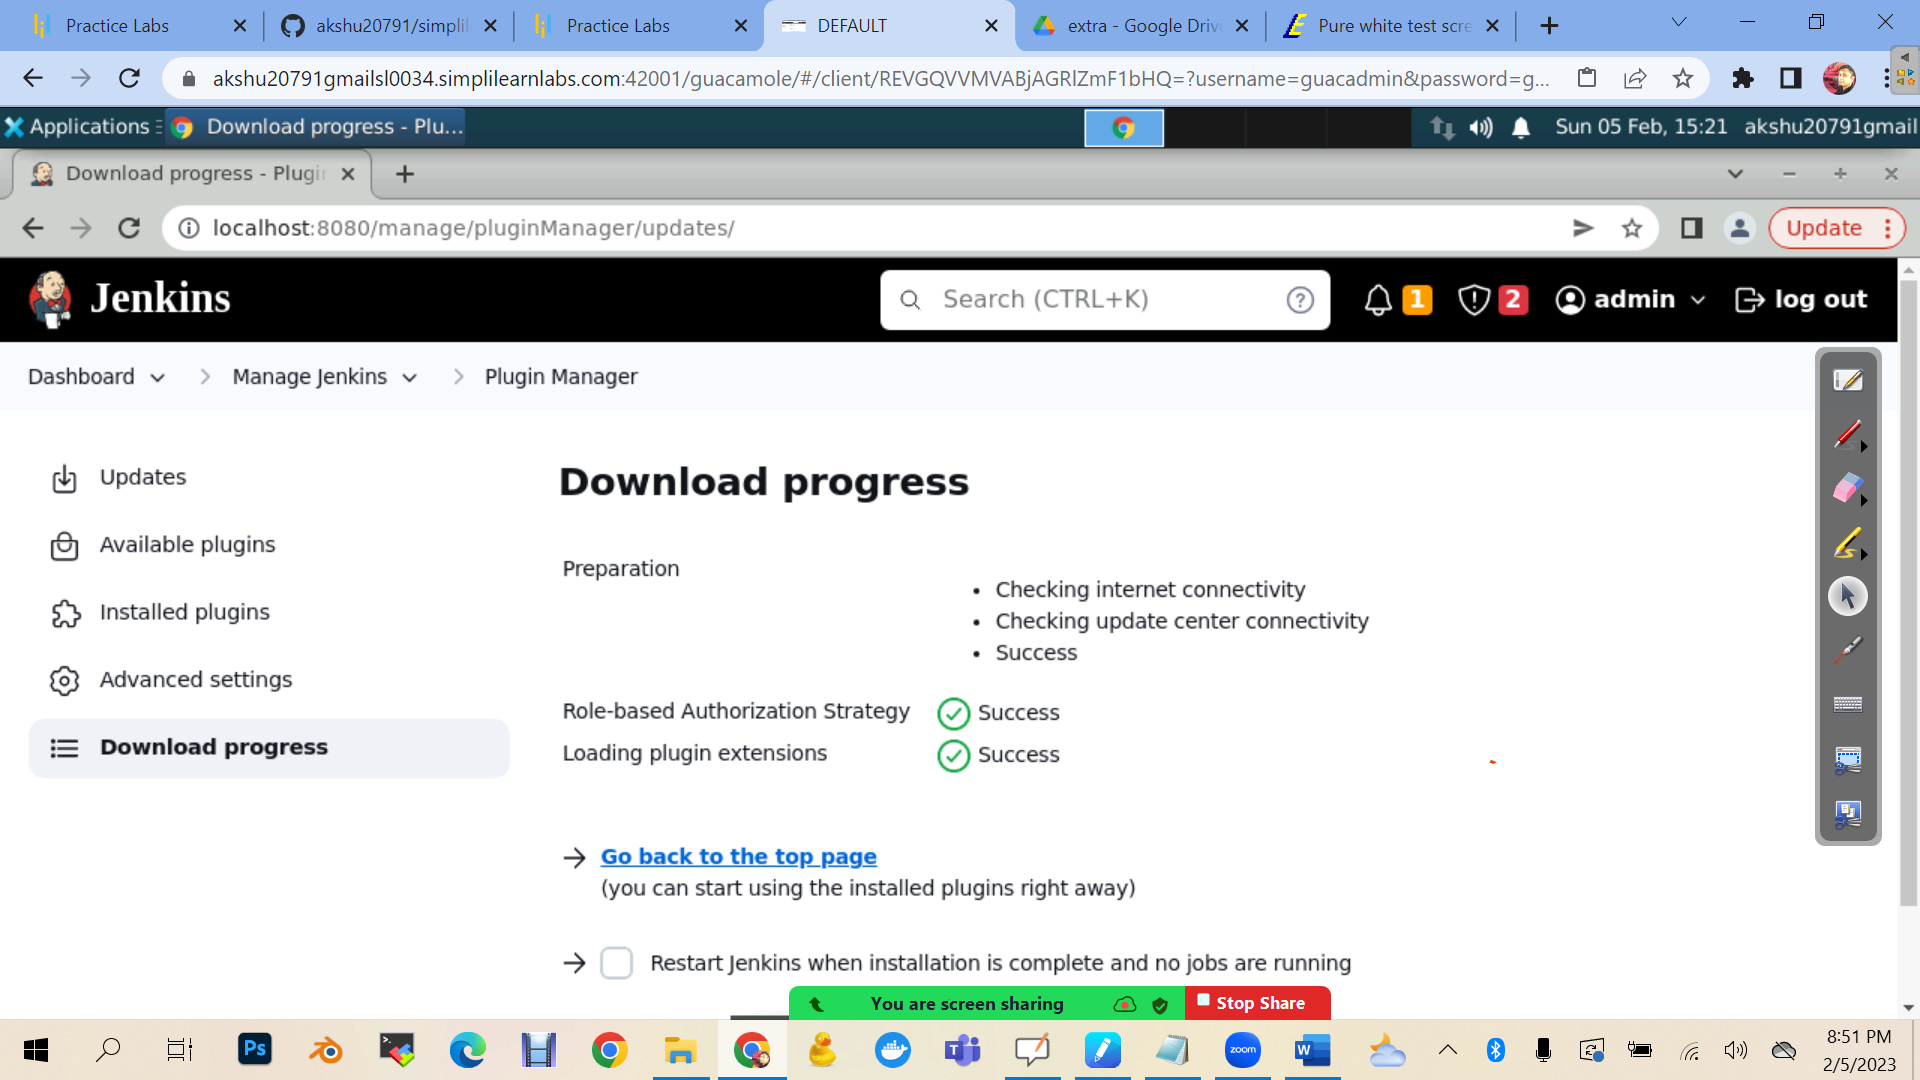 Practice Labs
akshu20791/simplil
Practice Labs
DEFAULT
extra - Google Drive
Pure white test scre
akshu20791gmailsl0034.simplilearnlabs.com:42001/guacamole/#/client/REVGQVVMVABjAGRlZmF1bHQ=?username=guacadmin&password=g...
Applications
Download progress - Plu...
Sun 05 Feb, 15:21
akshu20791gmail
Download progress - Plugin
localhost:8080/manage/pluginManager/updates/
Update
Jenkins
Search (CTRL+K)
?
1
2
admin
log out
Dashboard
Manage Jenkins
Plugin Manager
Updates
Available plugins
Installed plugins
Advanced settings
Download progress
Download progress
Preparation
• Checking internet connectivity
• Checking update center connectivity
• Success
Role-based Authorization Strategy Success
Loading plugin extensions Success
Go back to the top page
(you can start using the installed plugins right away)
Restart Jenkins when installation is complete and no jobs are running
You are screen sharing
Stop Share
Ps
zoom
W
8:51 PM
2/5/2023